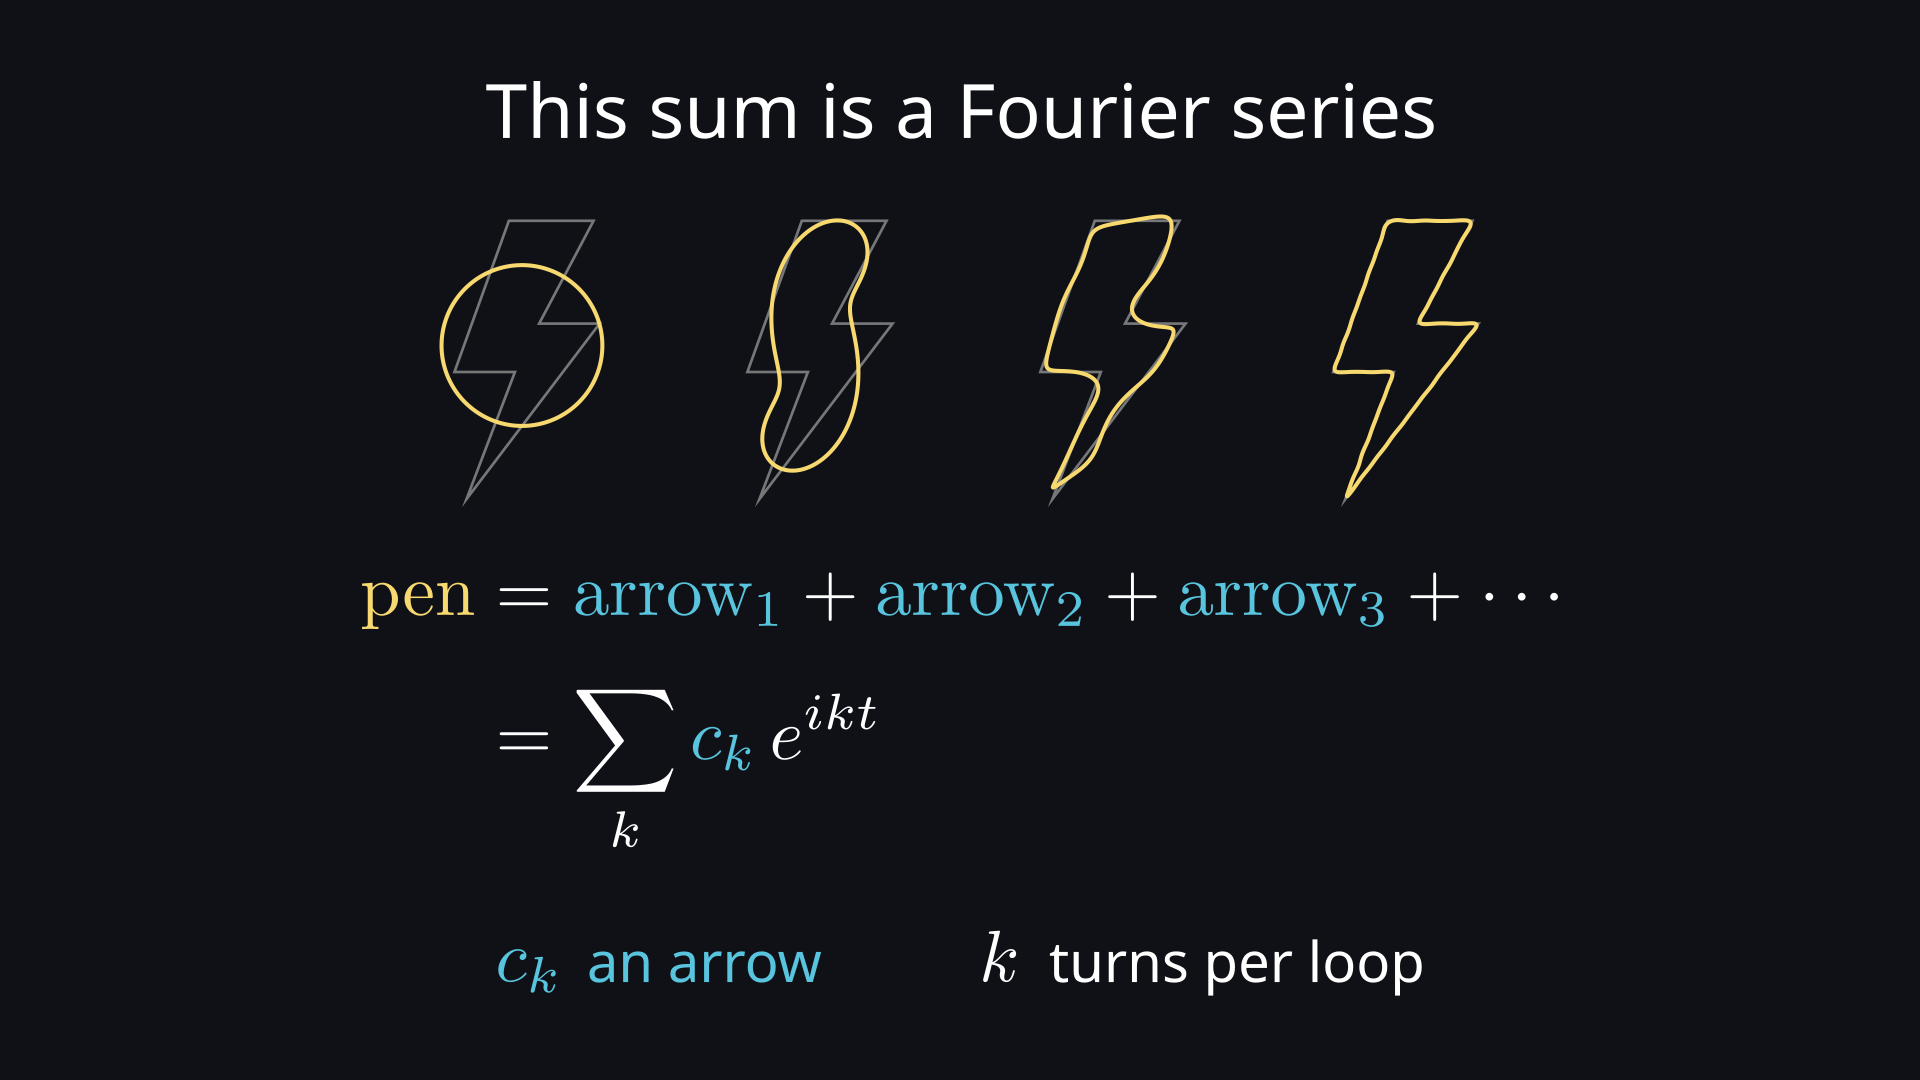 This sum is a Fourier series
pen = arrow₁ + arrow₂ + arrow₃ + ⋯
= ∑ₖ cₖ e^{ikt}
cₖ an arrow k turns per loop